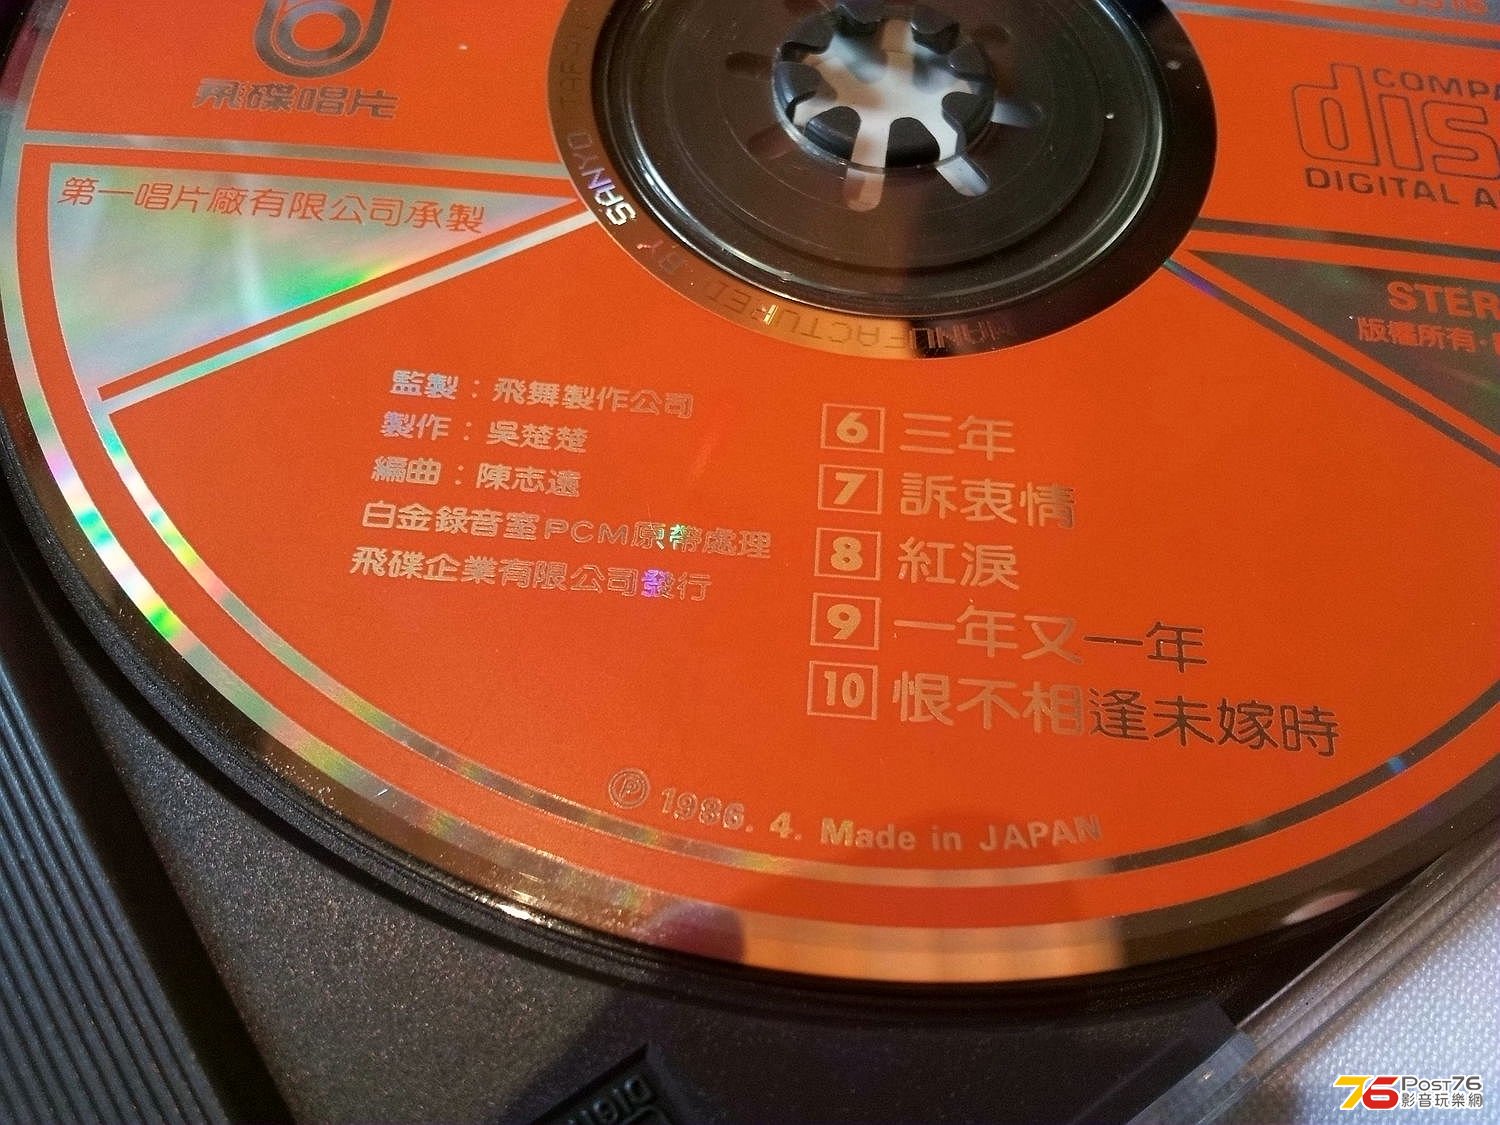 飛碟唱片
COMPA
DIGITAL A
第一唱片廠有限公司承製
SANYO
MANUFACTURED BY
STER
版權所有·
監製：飛舞製作公司
製作：吳楚楚
編曲：陳志遠
白金錄音室PCM原帶處理
飛碟企業有限公司發行
6 三年
7 訴衷情
8 紅淚
9 一年又一年
10 恨不相逢未嫁時
Ⓟ 1986. 4. Made in JAPAN
76 POST76
影音玩樂網